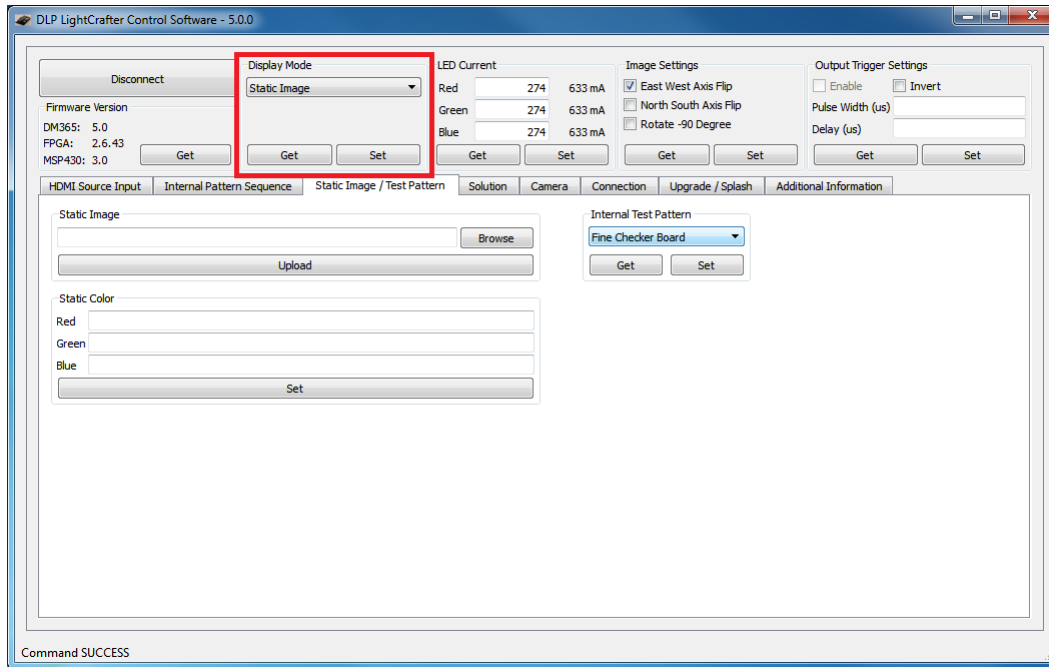 DLP LightCrafter Control Software - 5.0.0
Disconnect
Firmware Version
DM365: 5.0
FPGA: 2.6.43
MSP430: 3.0
Get
Display Mode
Static Image
Get Set
LED Current
Red 274 633 mA
Green 274 633 mA
Blue 274 633 mA
Get Set
Image Settings
East West Axis Flip
North South Axis Flip
Rotate -90 Degree
Get Set
Output Trigger Settings
Enable Invert
Pulse Width (us)
Delay (us)
Get Set
HDMI Source Input Internal Pattern Sequence Static Image / Test Pattern Solution Camera Connection Upgrade / Splash Additional Information
Static Image
Browse
Upload
Static Color
Red
Green
Blue
Set
Internal Test Pattern
Fine Checker Board
Get Set
Command SUCCESS